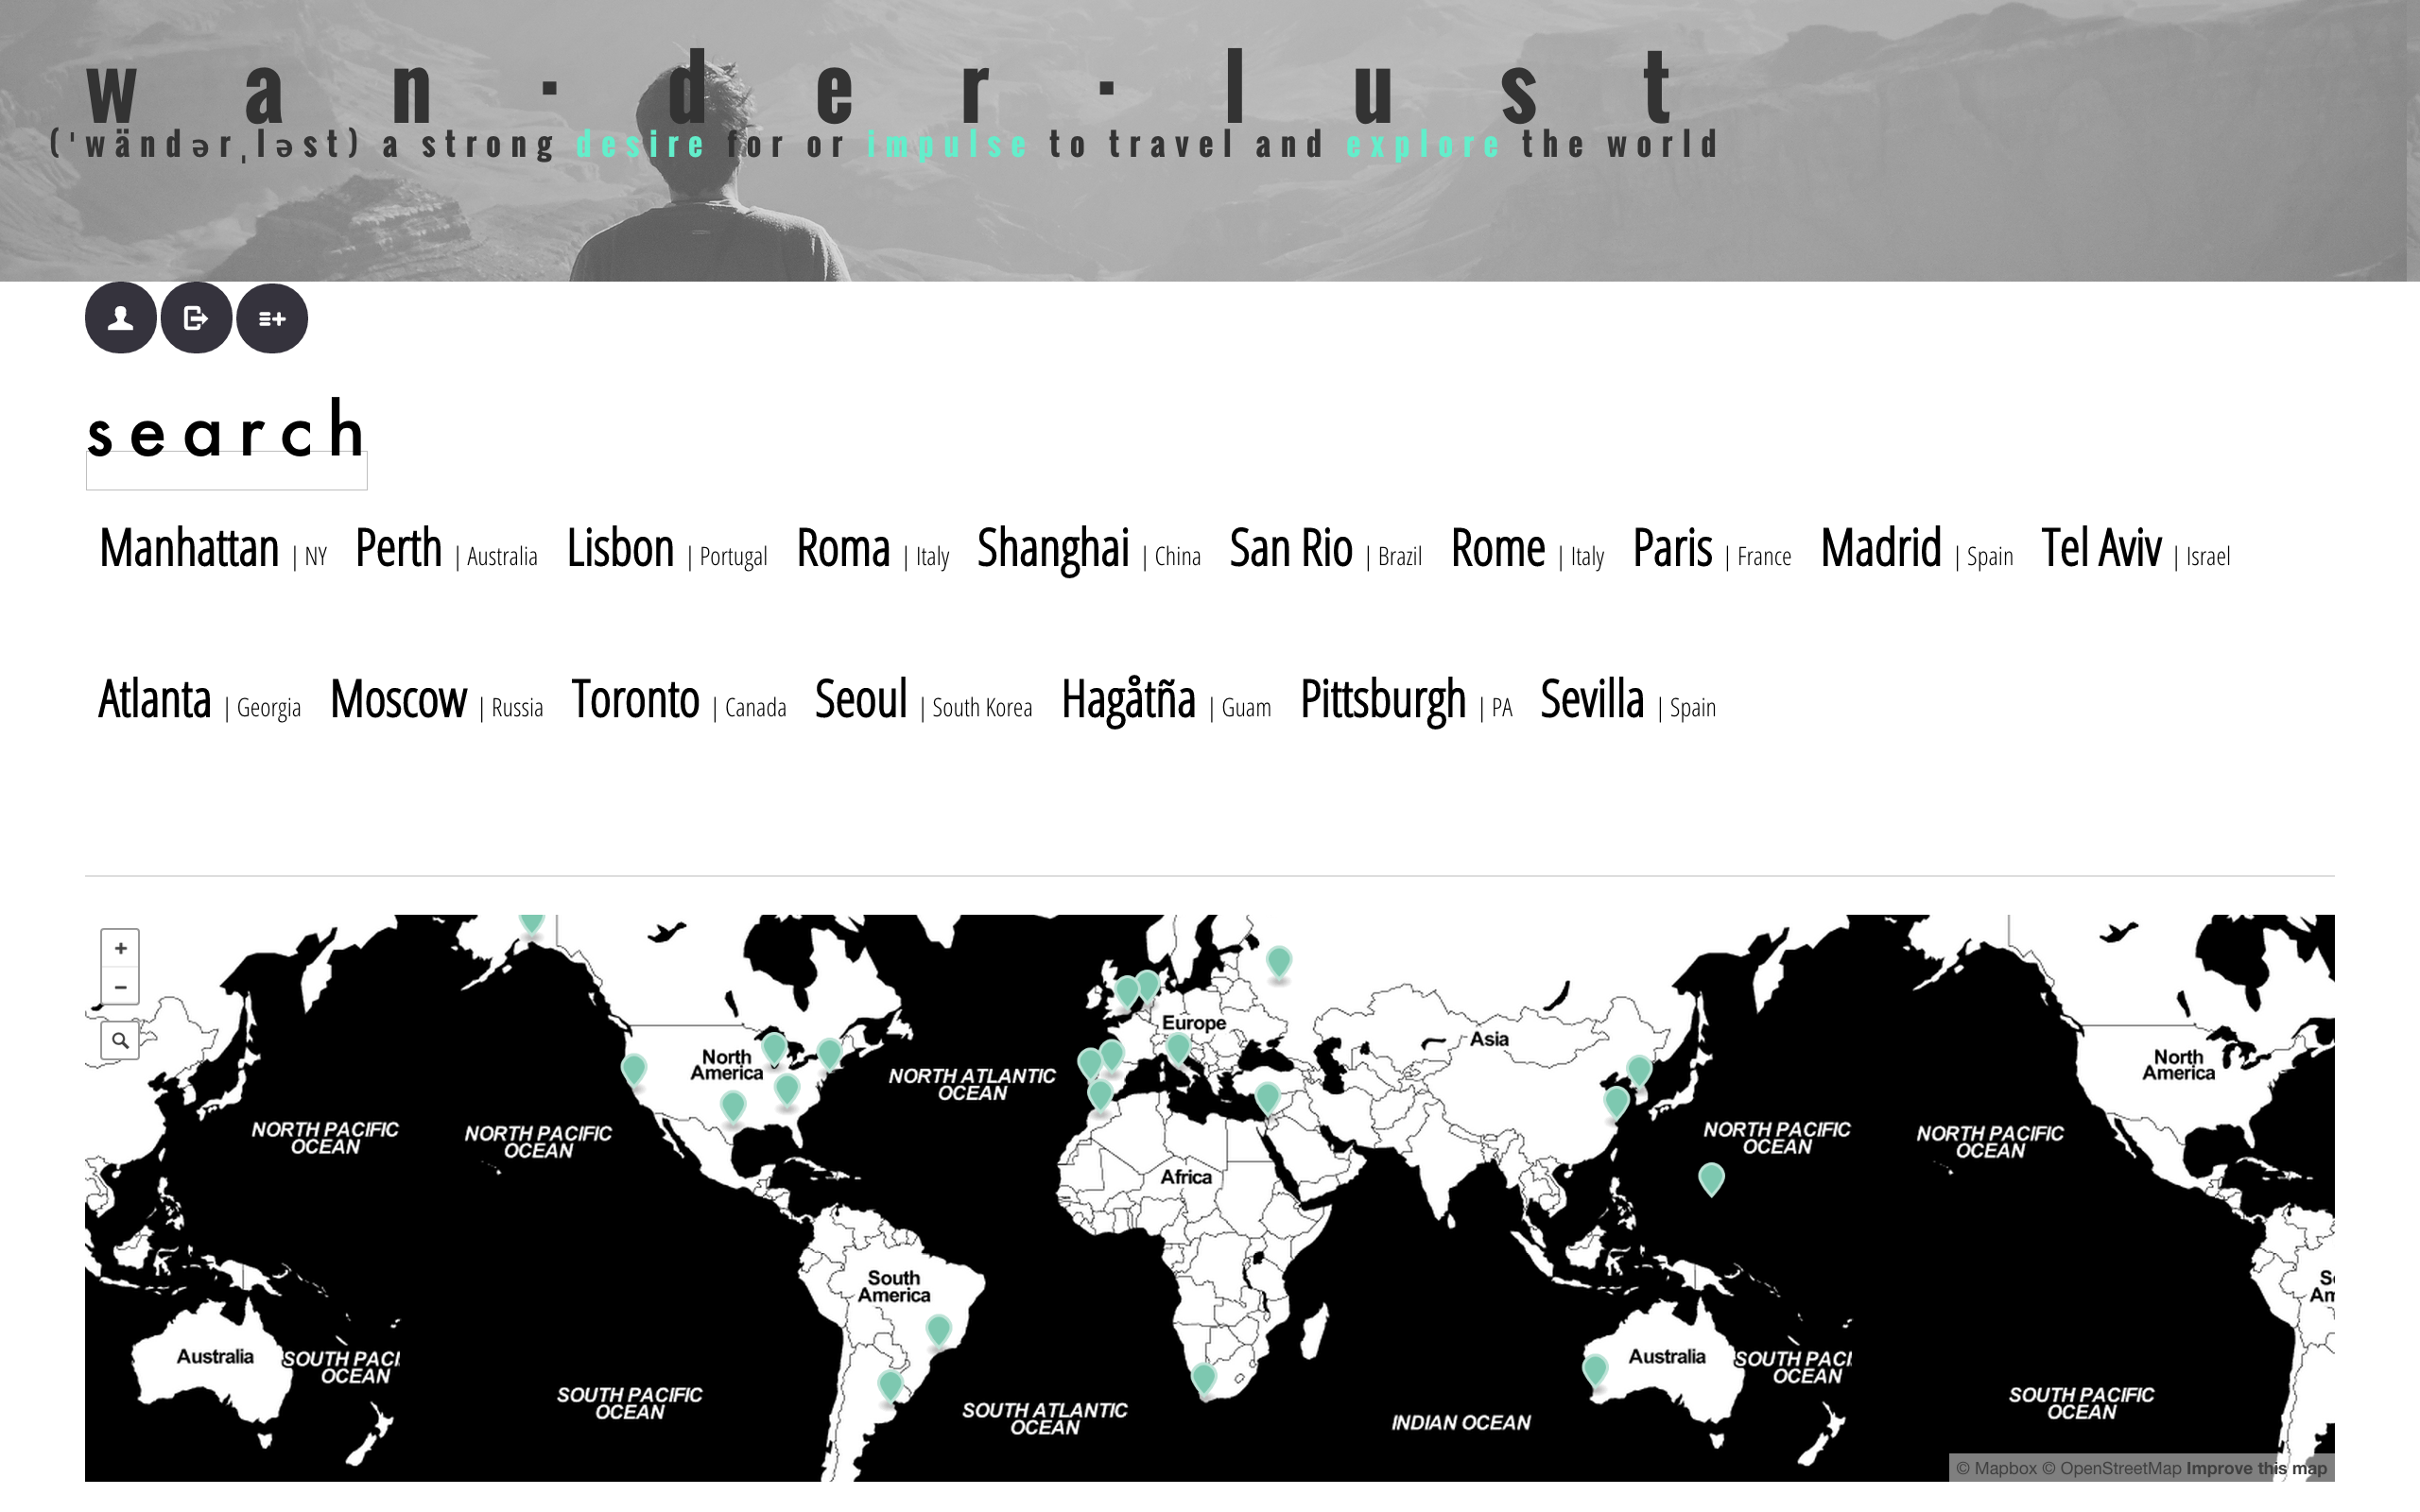 wan·der·lust
(ˈwändərˌləst) a strong desire for or impulse to travel and explore the world
search
Manhattan | NY Perth | Australia Lisbon | Portugal Roma | Italy Shanghai | China San Rio | Brazil Rome | Italy Paris | France Madrid | Spain Tel Aviv | Israel
Atlanta | Georgia Moscow | Russia Toronto | Canada Seoul | South Korea Hagåtña | Guam Pittsburgh | PA Sevilla | Spain
+
−
Europe
Asia
North
America
North
America
NORTH ATLANTIC
OCEAN
NORTH PACIFIC
OCEAN
NORTH PACIFIC
OCEAN
NORTH PACIFIC
OCEAN
NORTH PACIFIC
OCEAN
Africa
South
America
S
Am
Australia
SOUTH PACI
OCEAN
Australia
SOUTH PACI
OCEAN
SOUTH PACIFIC
OCEAN
SOUTH ATLANTIC
OCEAN
INDIAN OCEAN
SOUTH PACIFIC
OCEAN
© Mapbox © OpenStreetMap Improve this map